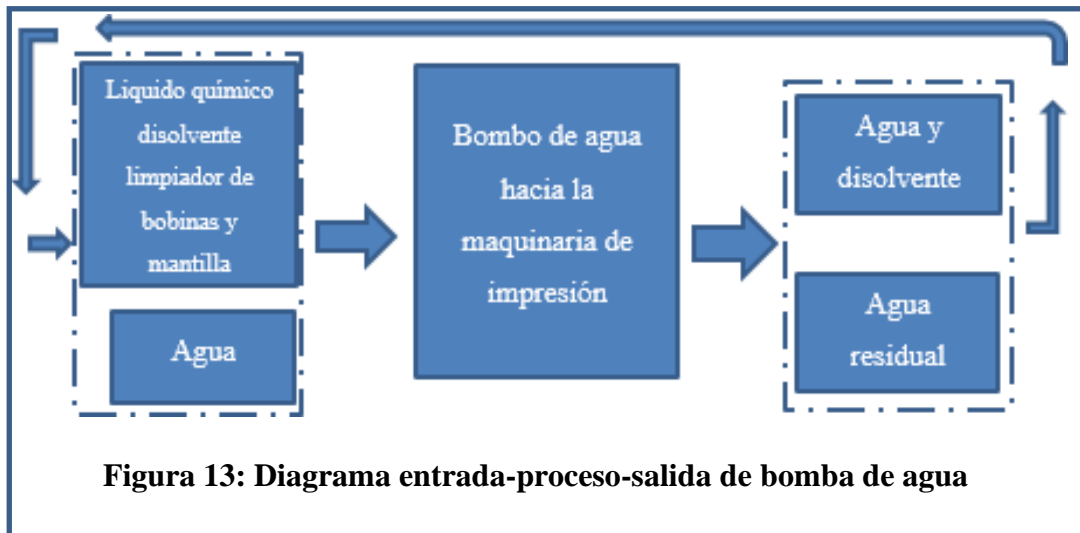 Liquido químico
disolvente
limpiador de
bobinas y
mantilla
Agua
Bombo de agua
hacia la
maquinaria de
impresión
Agua y
disolvente
Agua
residual
Figura 13: Diagrama entrada-proceso-salida de bomba de agua